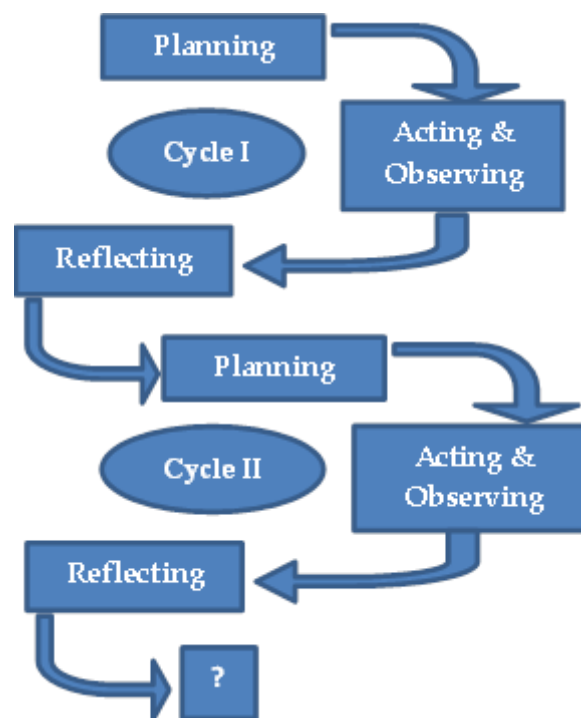 Planning
Acting &
Observing
Cycle I
Reflecting
Planning
Acting &
Observing
Cycle II
Reflecting
?